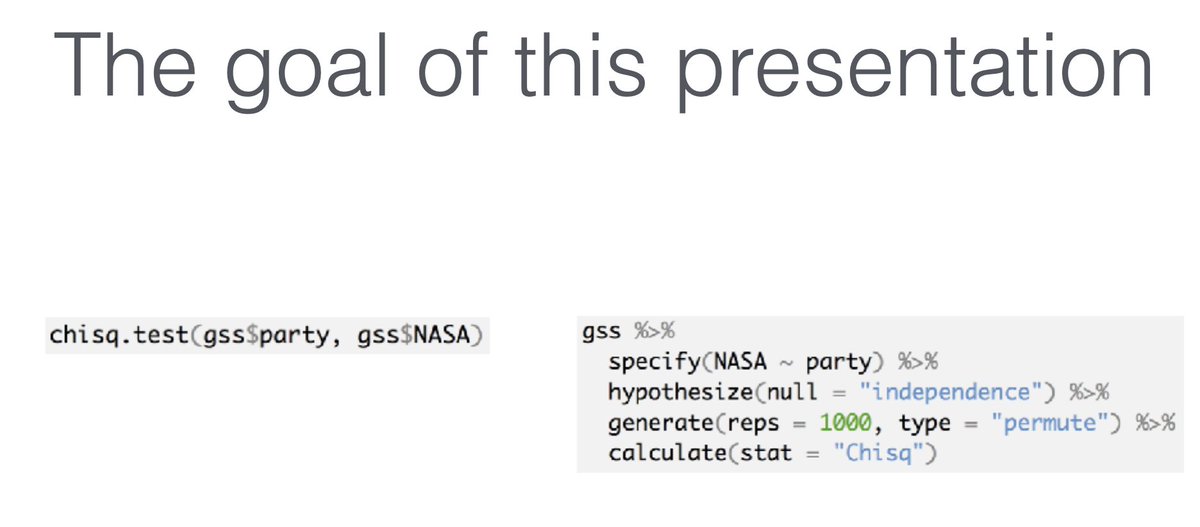 The goal of this presentation
chisq.test(gss$party, gss$NASA)
gss %>%
specify(NASA ~ party) %>%
hypothesize(null = "independence") %>%
generate(reps = 1000, type = "permute") %>%
calculate(stat = "Chisq")